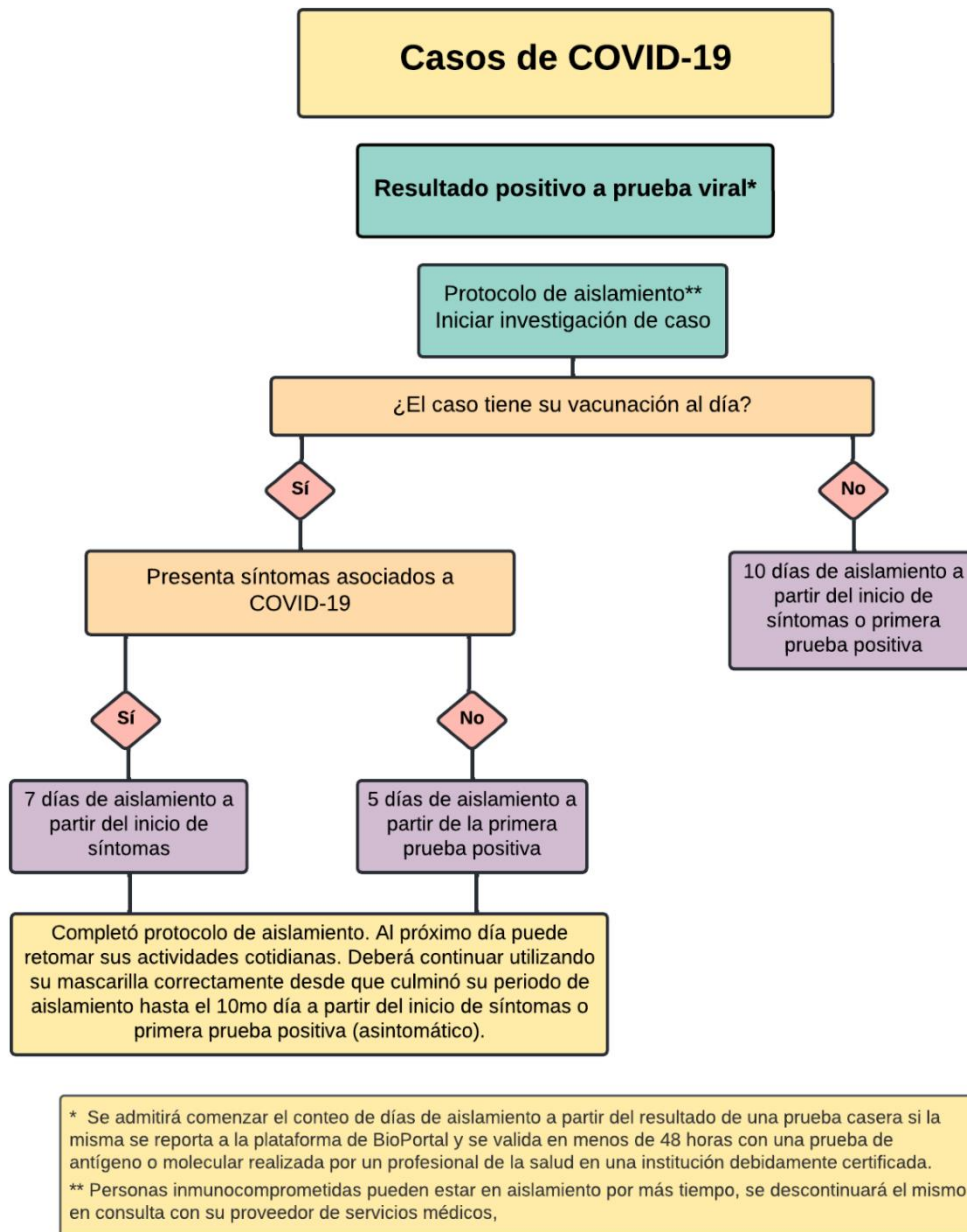 Casos de COVID-19
Resultado positivo a prueba viral*
Protocolo de aislamiento**
Iniciar investigación de caso
¿El caso tiene su vacunación al día?
Sí
No
Presenta síntomas asociados a
COVID-19
10 días de aislamiento a
partir del inicio de
síntomas o primera
prueba positiva
Sí
No
7 días de aislamiento a
partir del inicio de
síntomas
5 días de aislamiento a
partir de la primera
prueba positiva
Completó protocolo de aislamiento. Al próximo día puede
retomar sus actividades cotidianas. Deberá continuar utilizando
su mascarilla correctamente desde que culminó su periodo de
aislamiento hasta el 10mo día a partir del inicio de síntomas o
primera prueba positiva (asintomático).
* Se admitirá comenzar el conteo de días de aislamiento a partir del resultado de una prueba casera si la
misma se reporta a la plataforma de BioPortal y se valida en menos de 48 horas con una prueba de
antígeno o molecular realizada por un profesional de la salud en una institución debidamente certificada.
** Personas inmunocomprometidas pueden estar en aislamiento por más tiempo, se descontinuará el mismo
en consulta con su proveedor de servicios médicos,